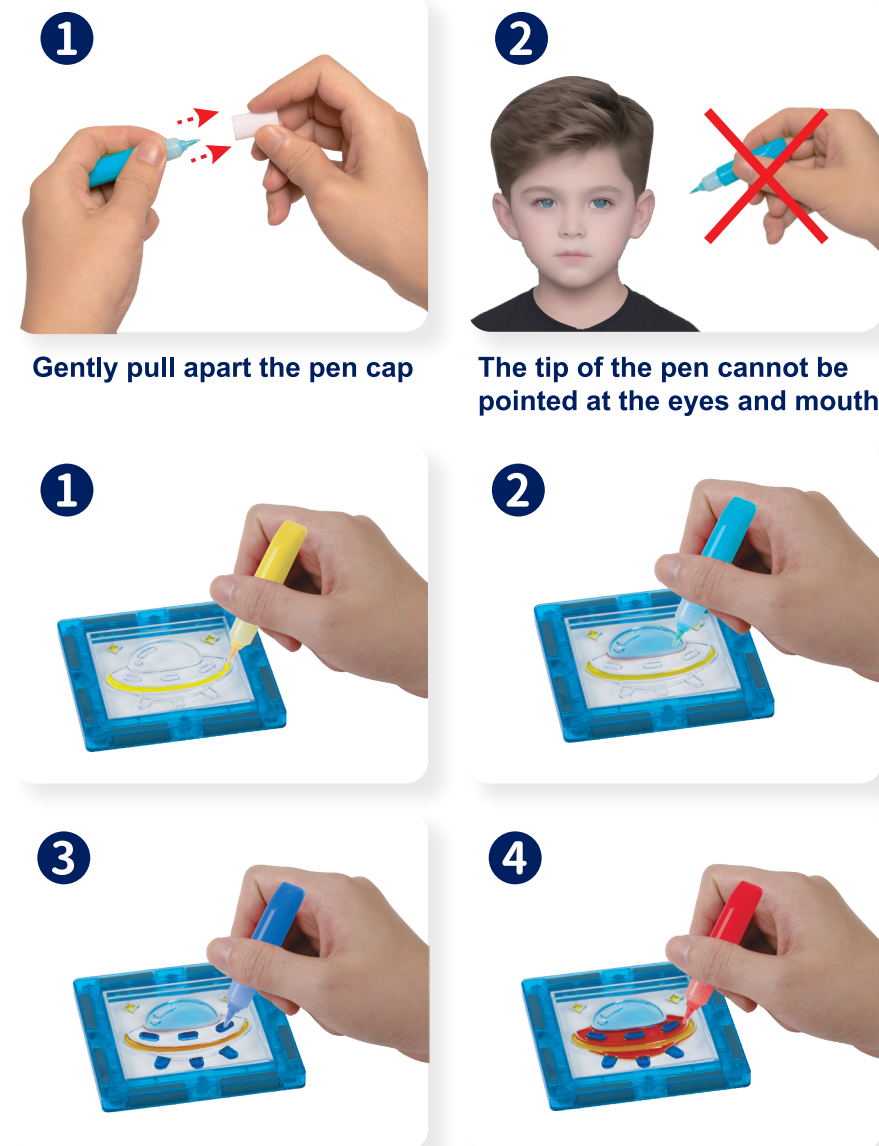 1
2
Gently pull apart the pen cap
The tip of the pen cannot be
pointed at the eyes and mouth
1
2
3
4